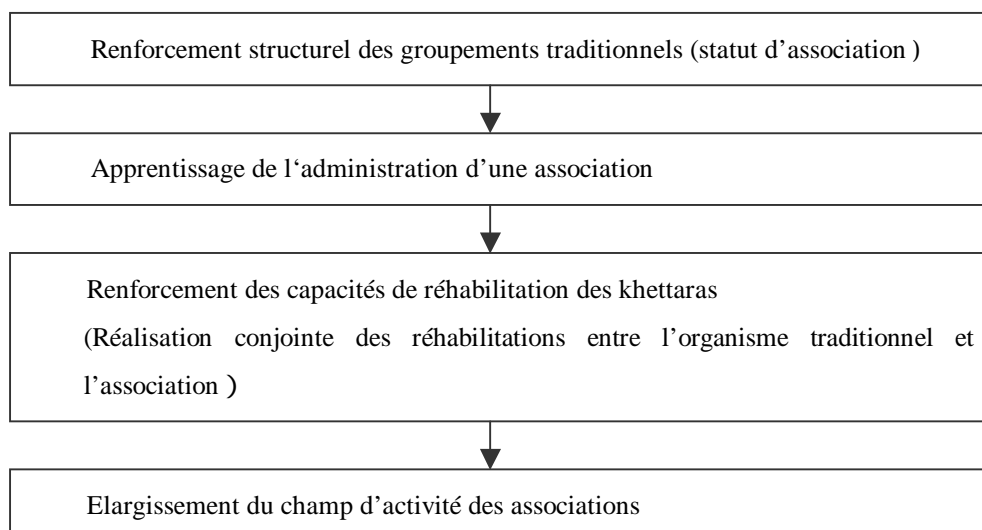 Renforcement structurel des groupements traditionnels (statut d’association )
Apprentissage de l‘administration d’une association
Renforcement des capacités de réhabilitation des khettaras
(Réalisation conjointe des réhabilitations entre l’organisme traditionnel et
l’association )
Elargissement du champ d’activité des associations